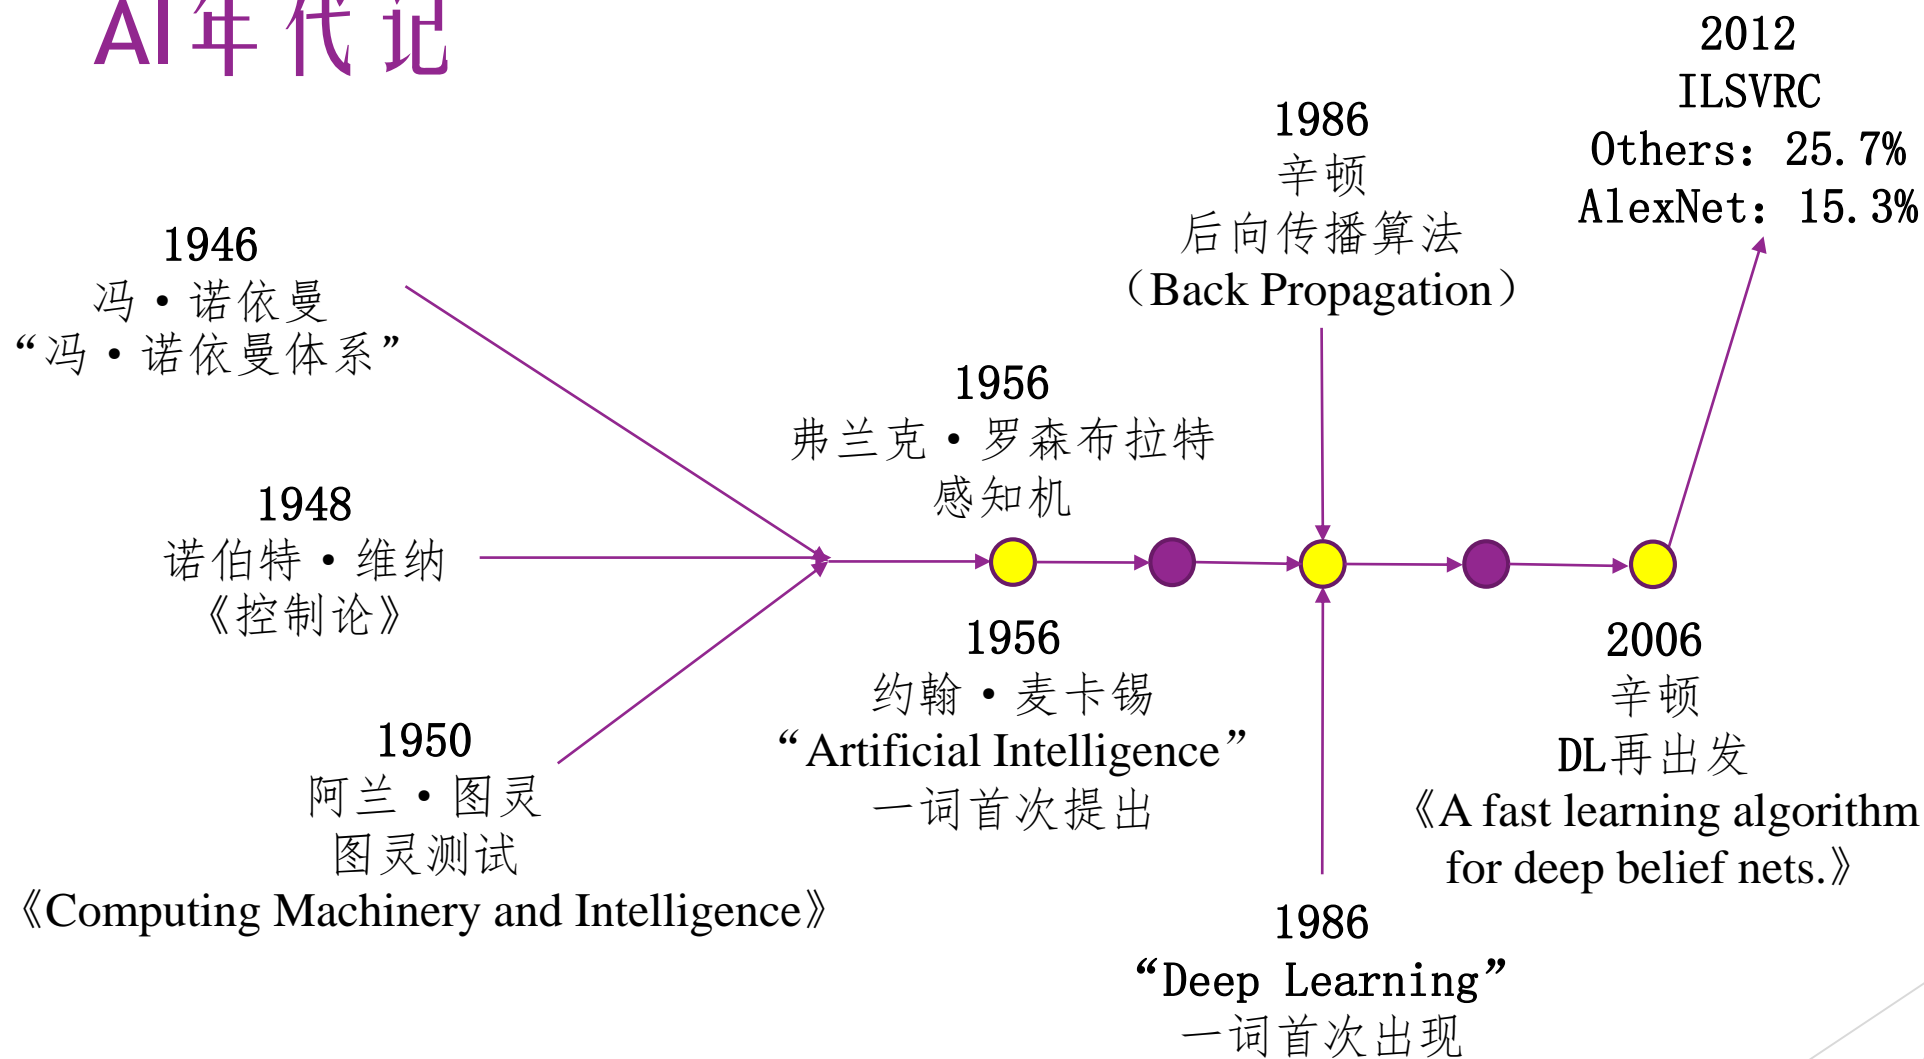 AI年代记
1946
冯·诺依曼
“冯·诺依曼体系”
1948
诺伯特·维纳
《控制论》
1950
阿兰·图灵
图灵测试
《Computing Machinery and Intelligence》
1956
弗兰克·罗森布拉特
感知机
1956
约翰·麦卡锡
“Artificial Intelligence”
一词首次提出
1986
辛顿
后向传播算法
（Back Propagation）
1986
“Deep Learning”
一词首次出现
2006
辛顿
DL再出发
《A fast learning algorithm
for deep belief nets.》
2012
ILSVRC
Others: 25.7%
AlexNet: 15.3%